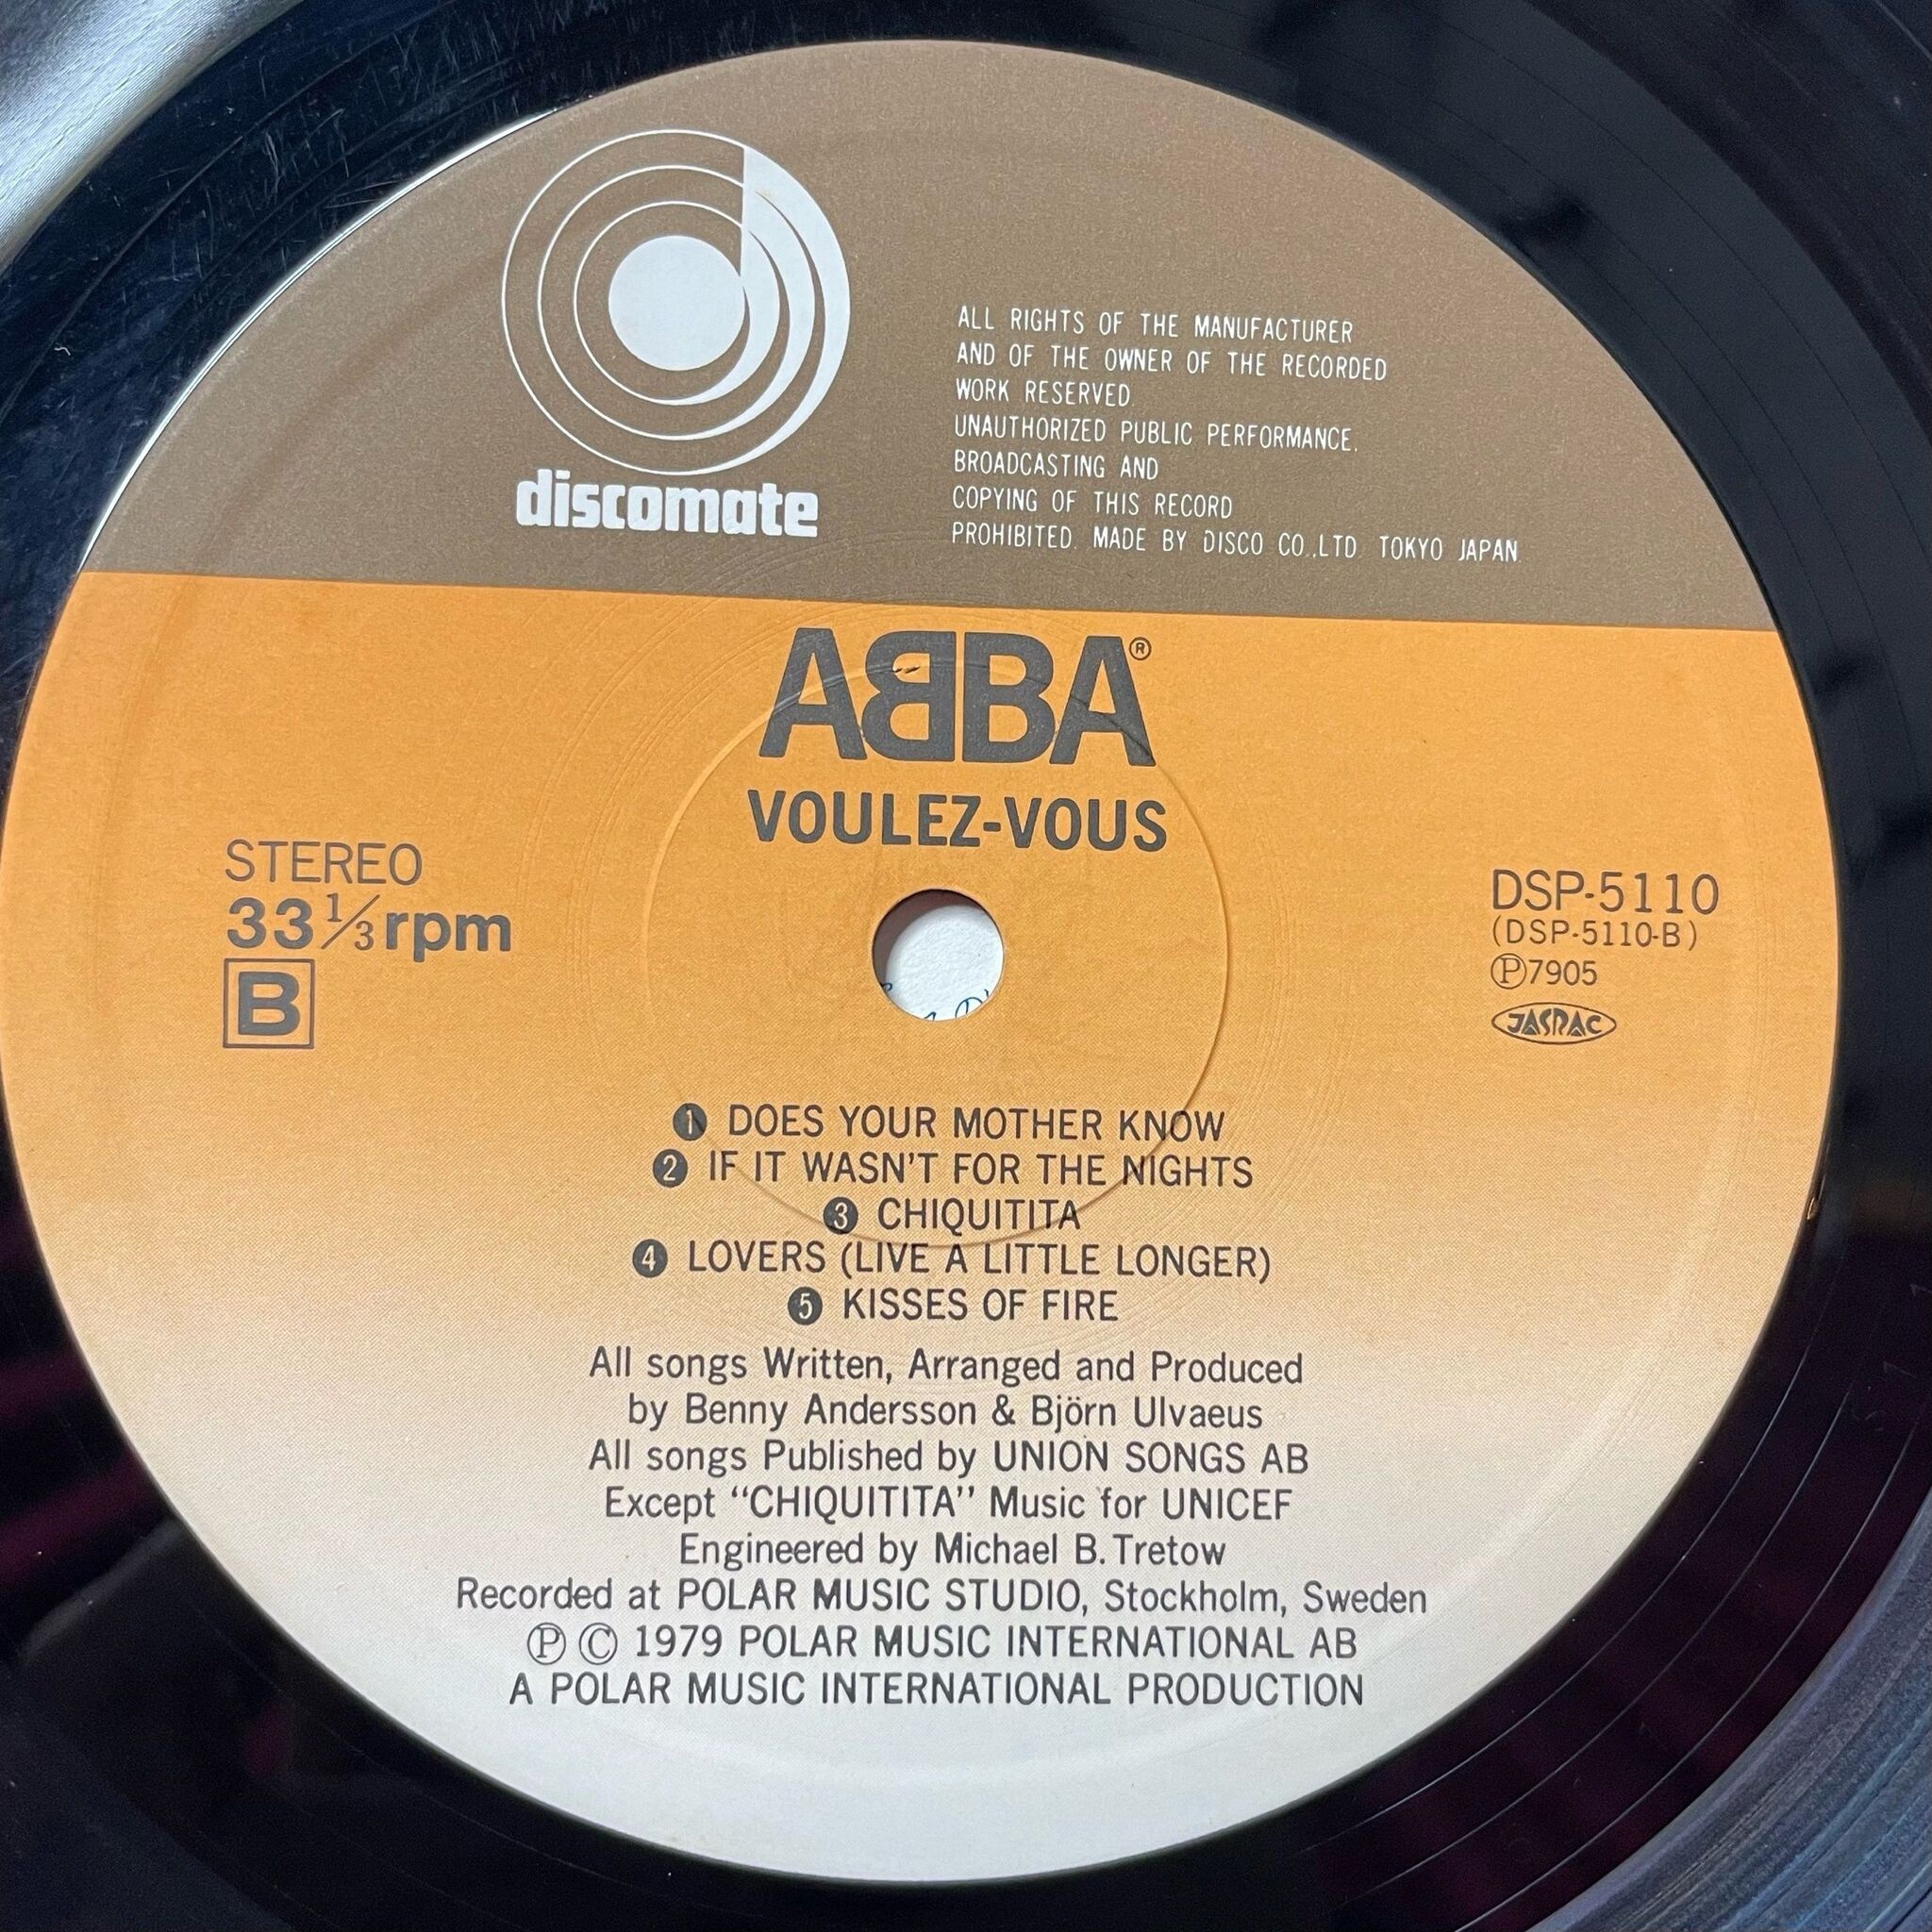 discomate
ALL RIGHTS OF THE MANUFACTURER
AND OF THE OWNER OF THE RECORDED
WORK RESERVED.
UNAUTHORIZED PUBLIC PERFORMANCE.
BROADCASTING AND
COPYING OF THIS RECORD
PROHIBITED. MADE BY DISCO CO.,LTD. TOKYO JAPAN
ABBA®
VOULEZ-VOUS
STEREO
33⅓rpm
B
DSP-5110
(DSP-5110-B)
Ⓟ7905
JASRAC
❶ DOES YOUR MOTHER KNOW
❷ IF IT WASN'T FOR THE NIGHTS
❸ CHIQUITITA
❹ LOVERS (LIVE A LITTLE LONGER)
❺ KISSES OF FIRE
All songs Written, Arranged and Produced
by Benny Andersson & Björn Ulvaeus
All songs Published by UNION SONGS AB
Except "CHIQUITITA" Music for UNICEF
Engineered by Michael B. Tretow
Recorded at POLAR MUSIC STUDIO, Stockholm, Sweden
Ⓟ Ⓒ 1979 POLAR MUSIC INTERNATIONAL AB
A POLAR MUSIC INTERNATIONAL PRODUCTION